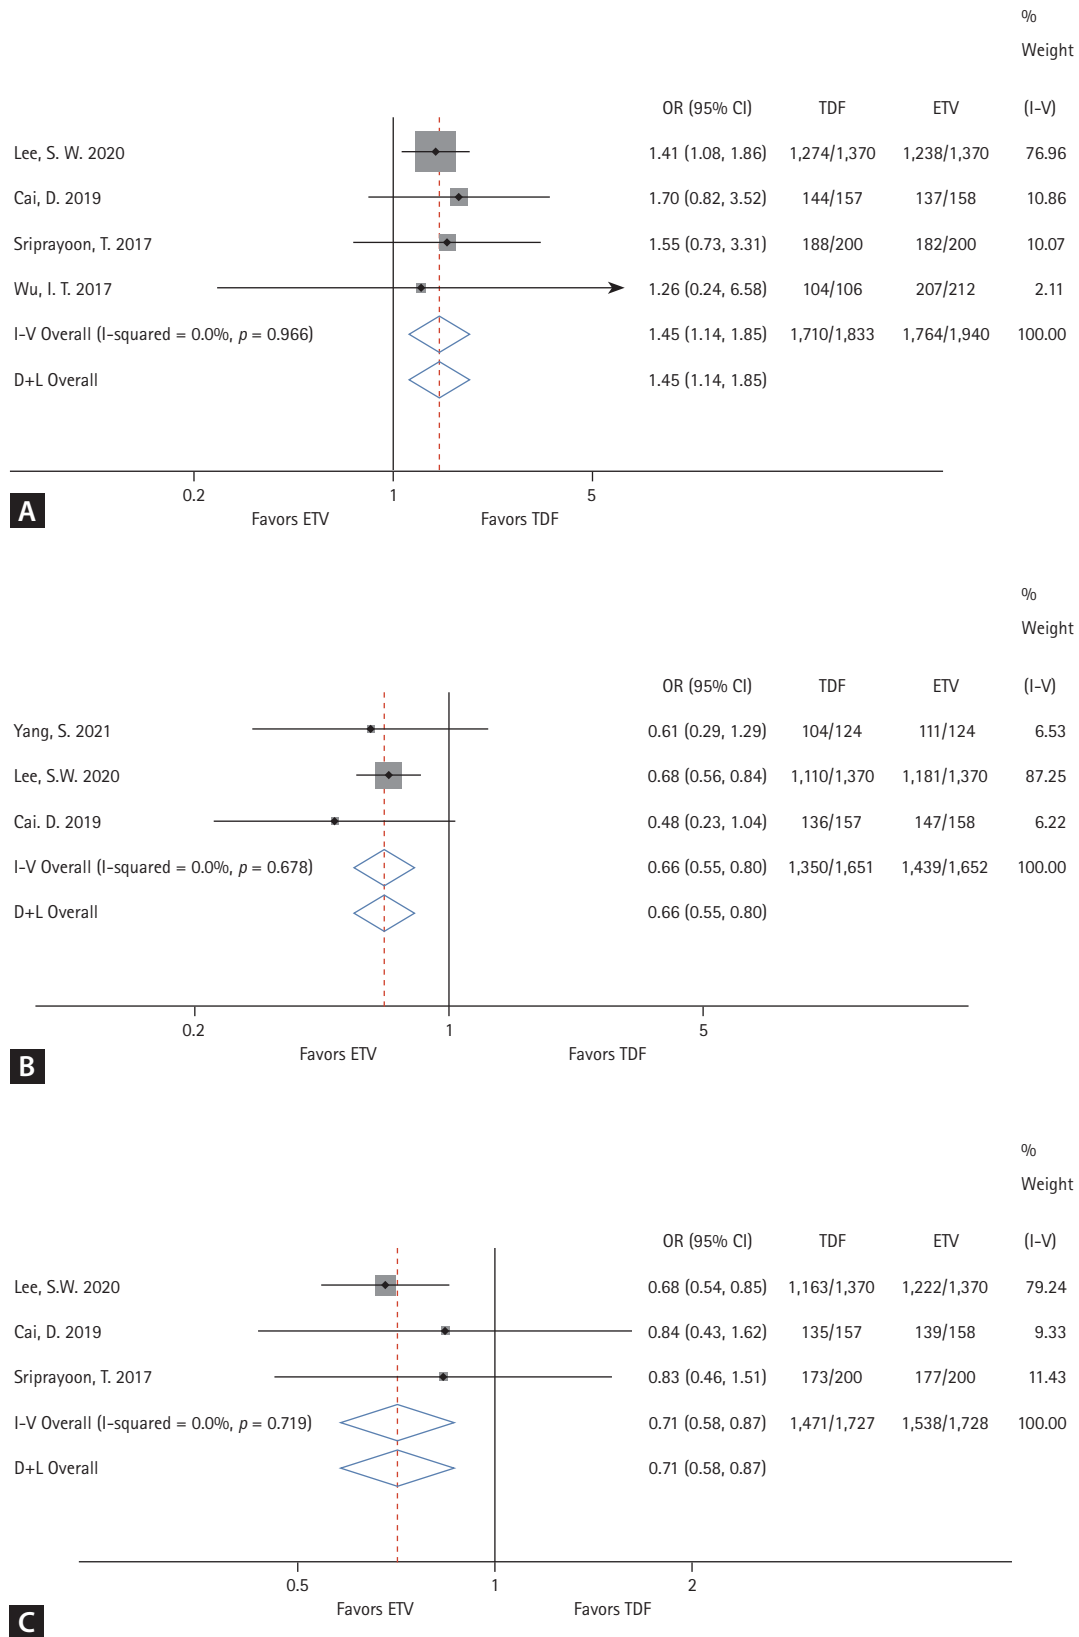 %
Weight
OR (95% CI) TDF ETV (I-V)
Lee, S. W. 2020 1.41 (1.08, 1.86) 1,274/1,370 1,238/1,370 76.96
Cai, D. 2019 1.70 (0.82, 3.52) 144/157 137/158 10.86
Sriprayoon, T. 2017 1.55 (0.73, 3.31) 188/200 182/200 10.07
Wu, I. T. 2017 1.26 (0.24, 6.58) 104/106 207/212 2.11
I-V Overall (I-squared = 0.0%, p = 0.966) 1.45 (1.14, 1.85) 1,710/1,833 1,764/1,940 100.00
D+L Overall 1.45 (1.14, 1.85)
0.2 1 5
A Favors ETV Favors TDF
%
Weight
OR (95% CI) TDF ETV (I-V)
Yang, S. 2021 0.61 (0.29, 1.29) 104/124 111/124 6.53
Lee, S.W. 2020 0.68 (0.56, 0.84) 1,110/1,370 1,181/1,370 87.25
Cai. D. 2019 0.48 (0.23, 1.04) 136/157 147/158 6.22
I-V Overall (I-squared = 0.0%, p = 0.678) 0.66 (0.55, 0.80) 1,350/1,651 1,439/1,652 100.00
D+L Overall 0.66 (0.55, 0.80)
0.2 1 5
B Favors ETV Favors TDF
%
Weight
OR (95% CI) TDF ETV (I-V)
Lee, S.W. 2020 0.68 (0.54, 0.85) 1,163/1,370 1,222/1,370 79.24
Cai, D. 2019 0.84 (0.43, 1.62) 135/157 139/158 9.33
Sriprayoon, T. 2017 0.83 (0.46, 1.51) 173/200 177/200 11.43
I-V Overall (I-squared = 0.0%, p = 0.719) 0.71 (0.58, 0.87) 1,471/1,727 1,538/1,728 100.00
D+L Overall 0.71 (0.58, 0.87)
0.5 1 2
C Favors ETV Favors TDF